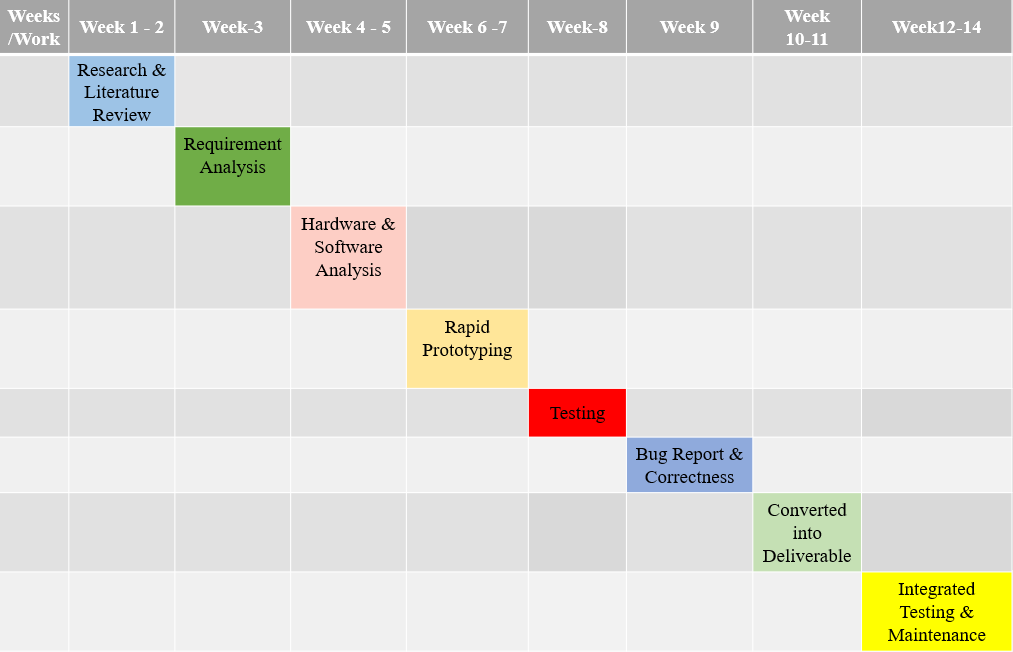 Weeks
/Work
Week 1 - 2
Week-3
Week 4 - 5
Week 6 -7
Week-8
Week 9
Week
10-11
Week12-14
Research &
Literature
Review
Requirement
Analysis
Hardware &
Software
Analysis
Rapid
Prototyping
Testing
Bug Report &
Correctness
Converted
into
Deliverable
Integrated
Testing &
Maintenance